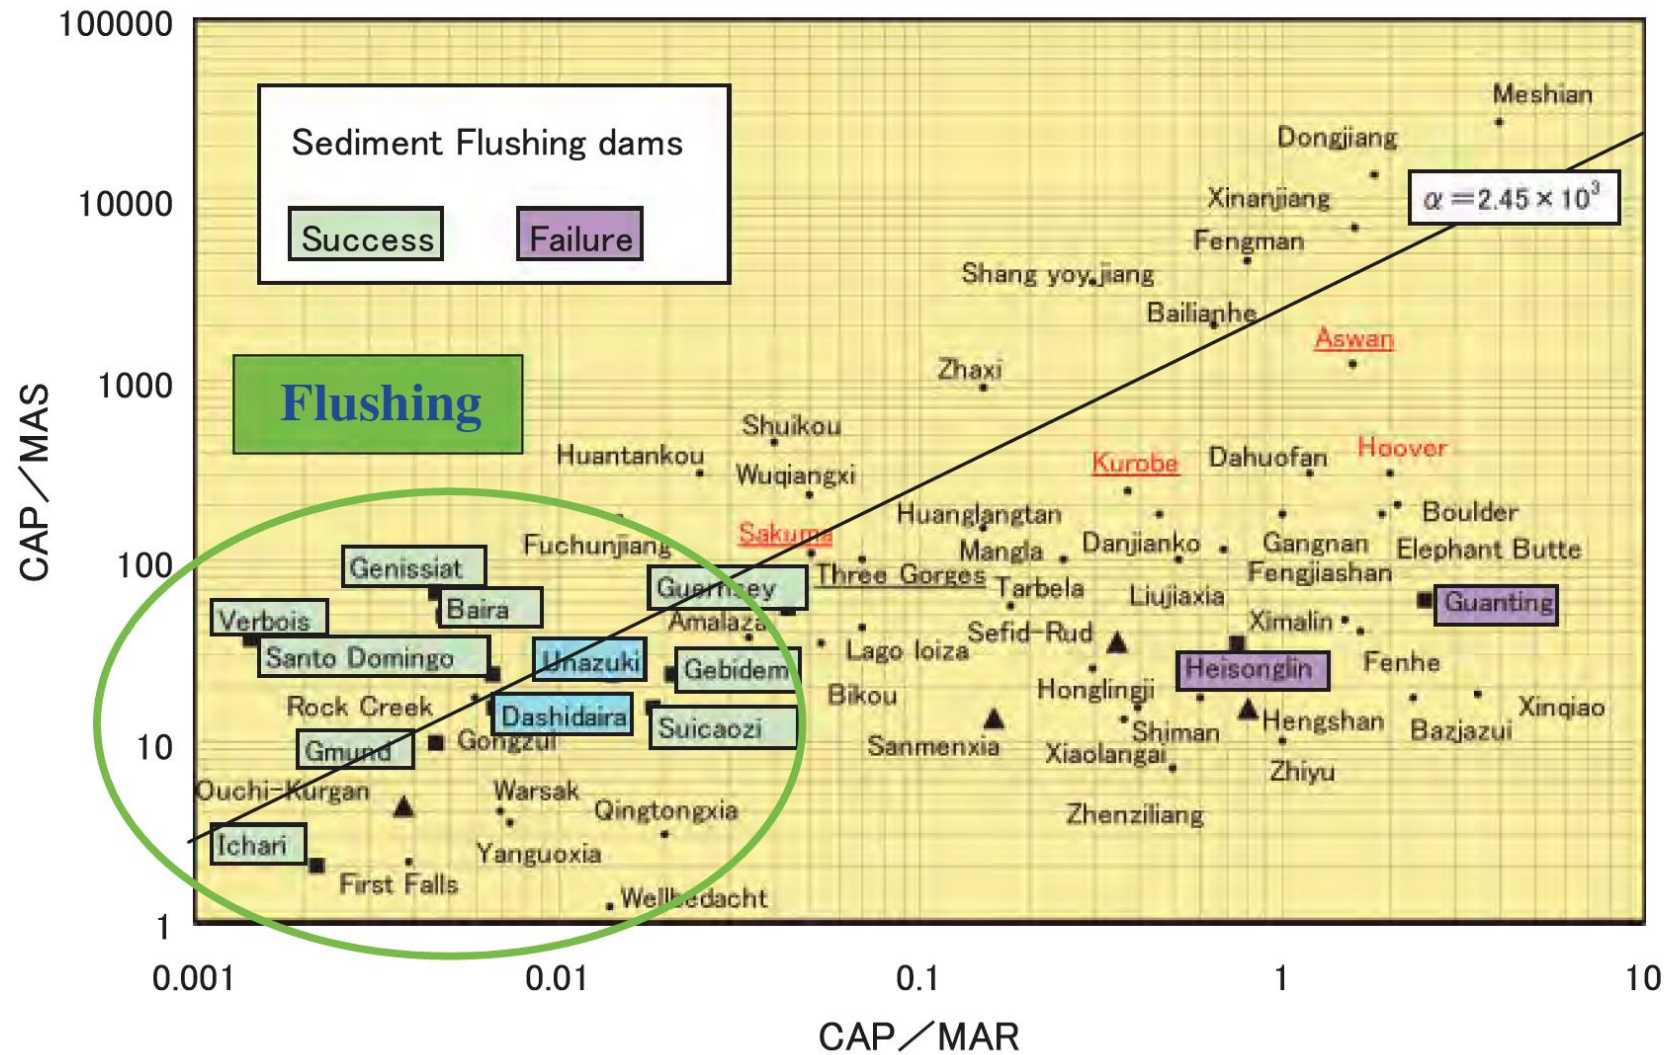 100000
10000
1000
100
10
1
CAP／MAS
Sediment Flushing dams
Success
Failure
Flushing
Meshian
Dongjiang
α＝2.45×10³
Xinanjiang
Fengman
Shang yoy.jiang
Bailianhe
Aswan
Zhaxi
Shuikou
Huantankou
Wuqiangxi
Kurobe
Dahuofan
Hoover
Huanglangtan
Boulder
Sakuma
Fuchunjiang
Mangla
Danjianko
Gangnan
Elephant Butte
Genissiat
Three Gorges
Fengjiashan
Guernsey
Tarbela
Liujiaxia
Baira
Guanting
Verbois
Amalaza
Sefid-Rud
Ximalin
Santo Domingo
Unazuki
Gebidem
Lago loiza
Heisonglin
Fenhe
Rock Creek
Dashidaira
Suicaozi
Bikou
Honglingji
Hengshan
Xinqiao
Gmund
Gongzui
Sanmenxia
Shiman
Bazjazui
Xiaolangai
Zhiyu
Ouchi-Kurgan
Warsak
Qingtongxia
Zhenziliang
Ichari
Yanguoxia
First Falls
Wellbedacht
0.001
0.01
0.1
1
10
CAP／MAR